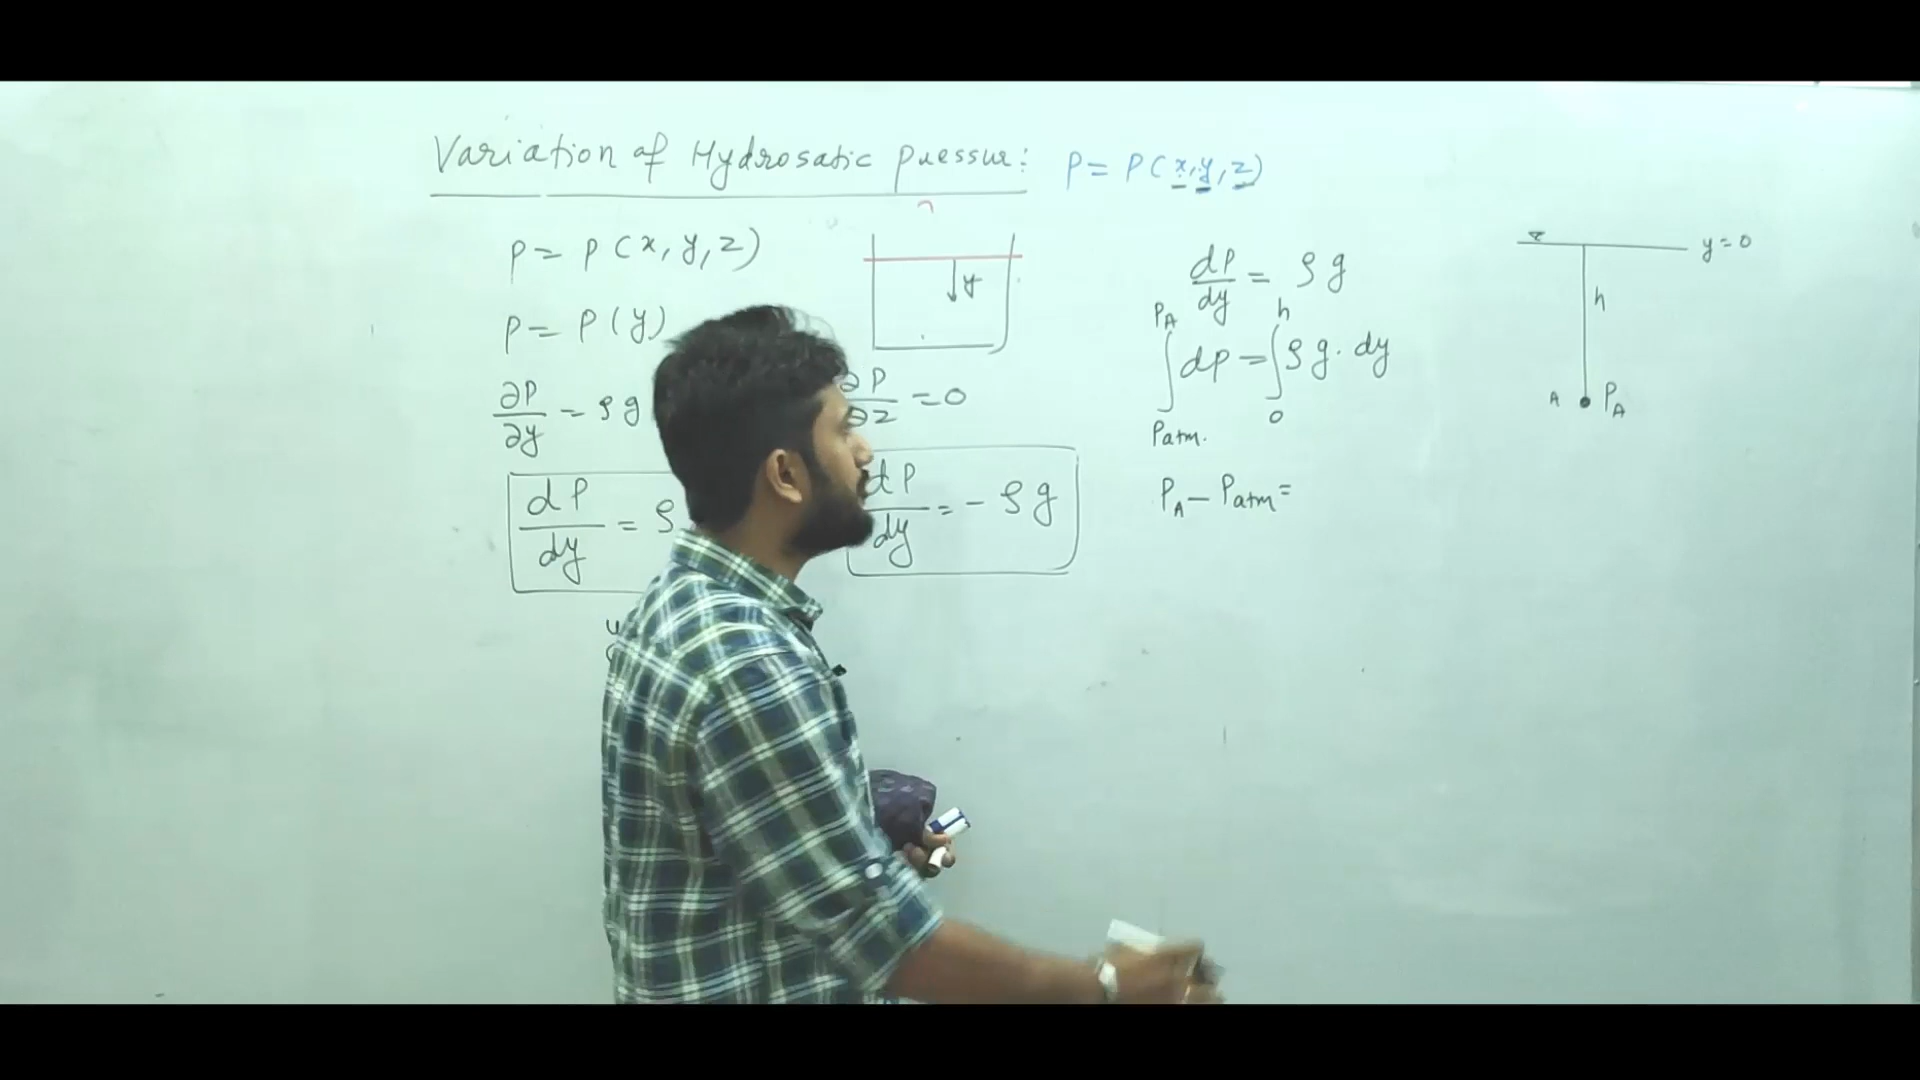 Variation of Hydrosatic pressur: P = P(x, y, z)
P = P(x, y, z)
y
P = P(y)
∂P/∂y = ρg
∂P/∂z = 0
dP/dy = ρ
dP/dy = - ρg
dP/dy = ρg
∫_{Patm.}^{PA} dp = ∫_{0}^{h} ρg. dy
PA - Patm =
y = 0
h
A PA